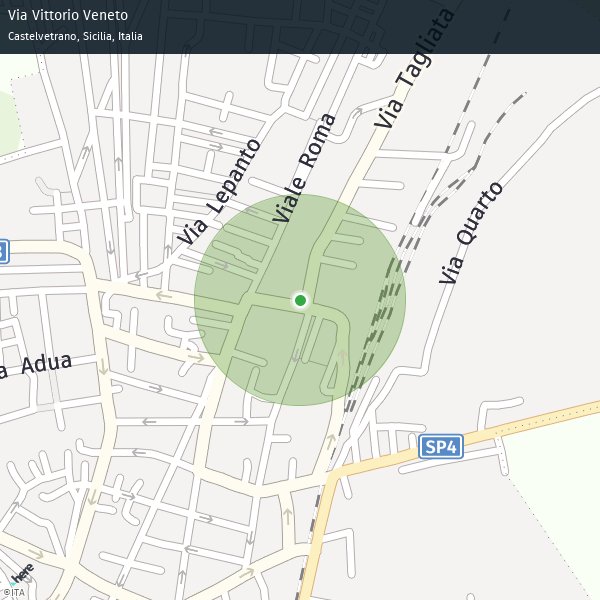 Via Vittorio Veneto
Castelvetrano, Sicilia, Italia
Via Tagliata
Via Lepanto
Viale Roma
Via Quarto
a Adua
SP4
here
©ITA